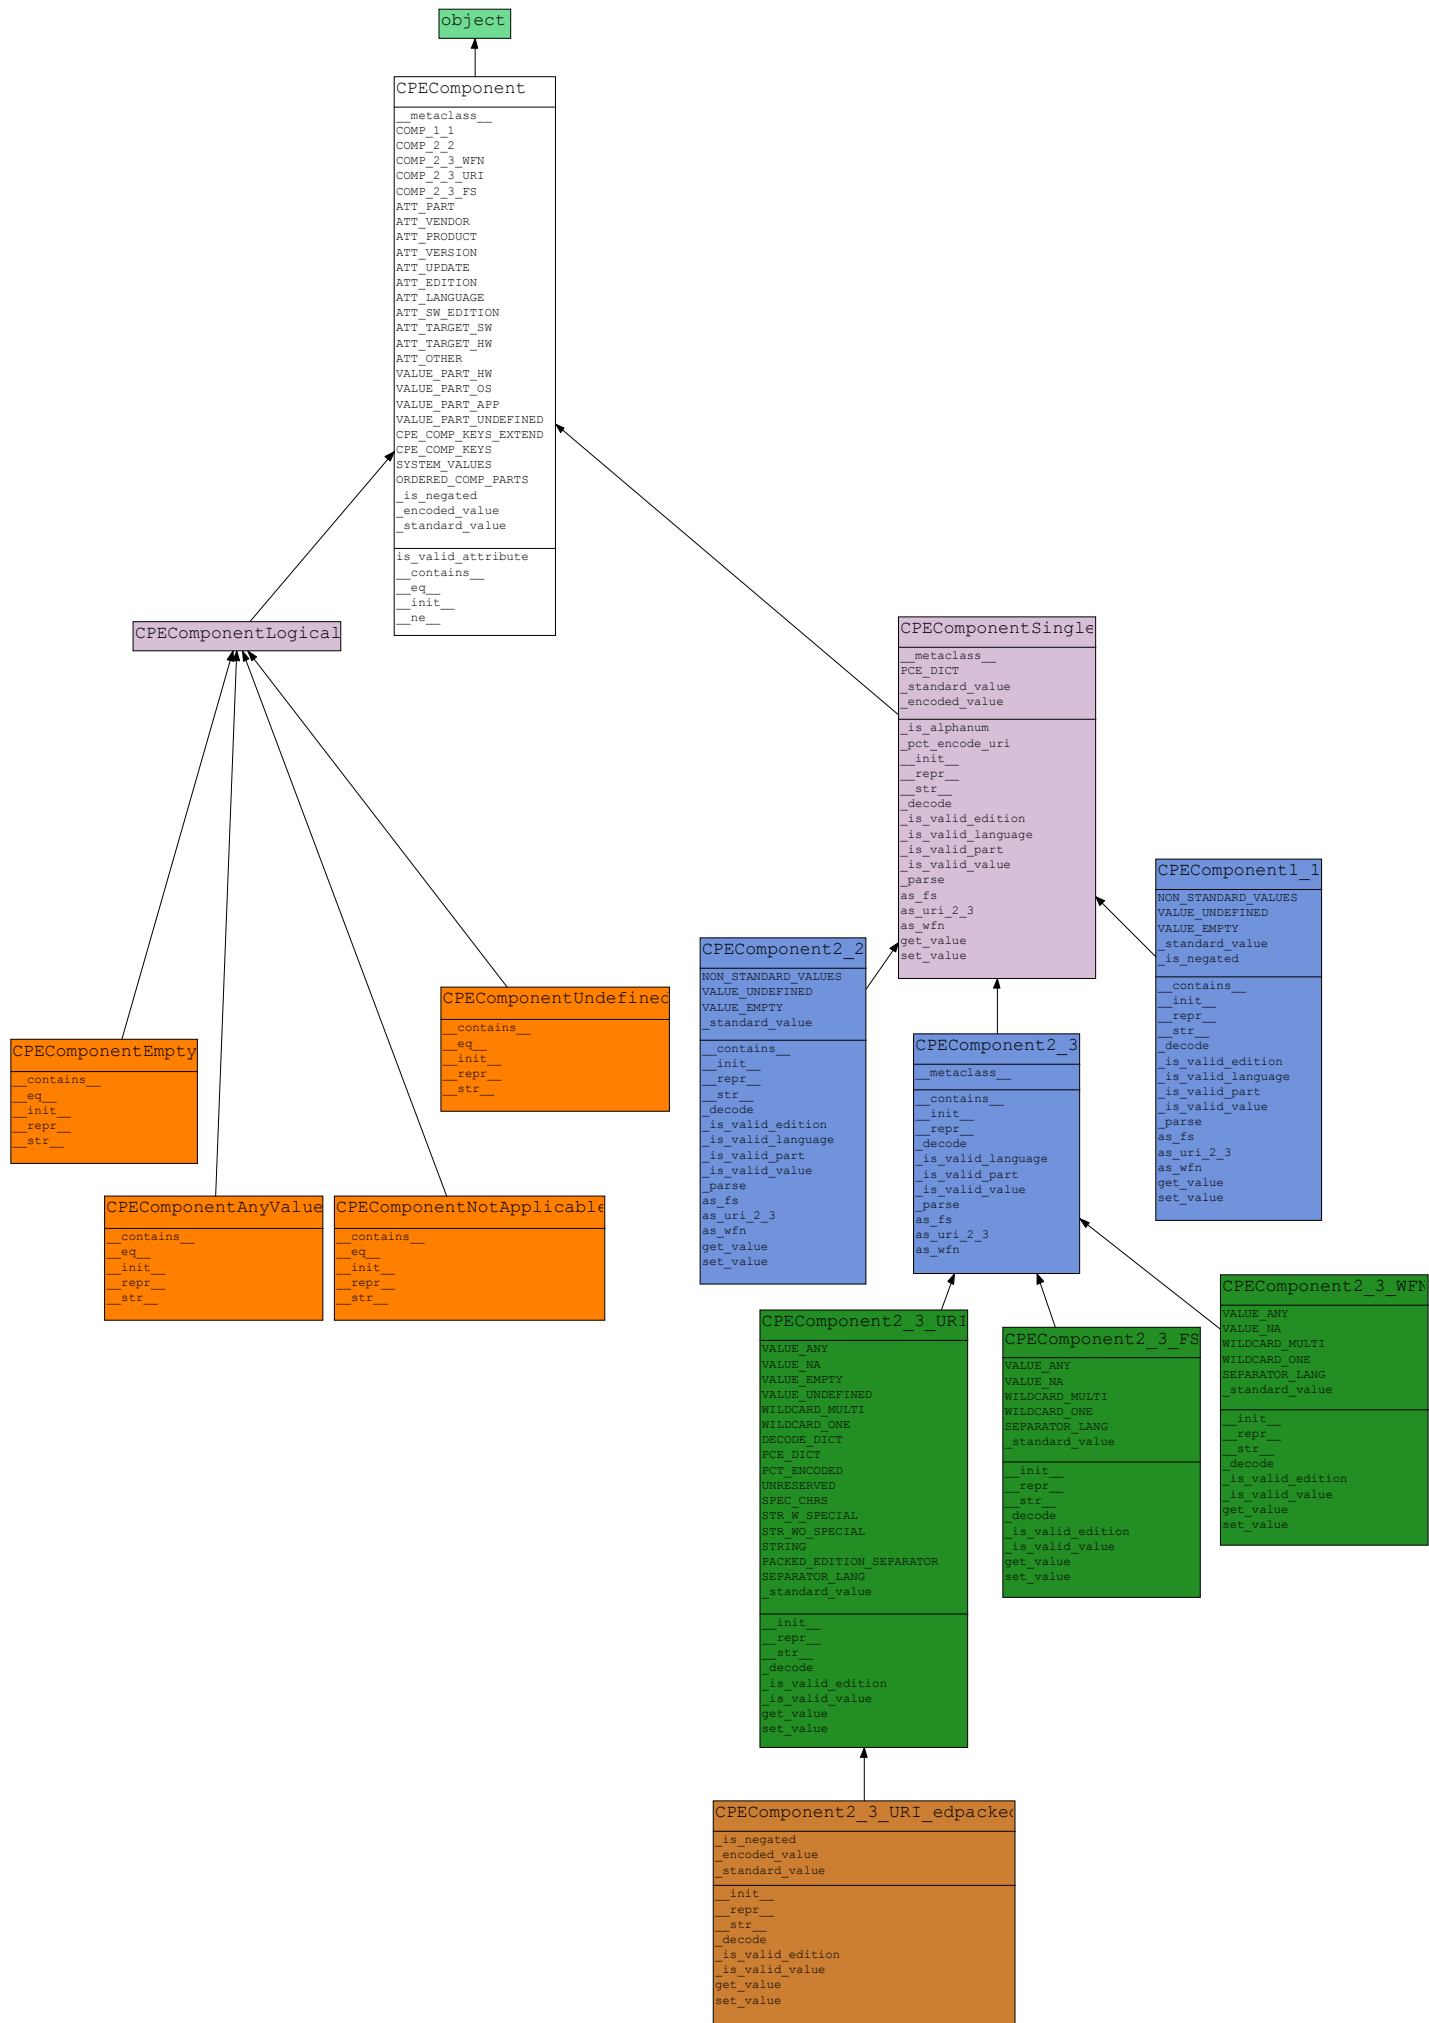 object
CPEComponent
__metaclass__
COMP_1_1
COMP_2_2
COMP_2_3_WFN
COMP_2_3_URI
COMP_2_3_FS
ATT_PART
ATT_VENDOR
ATT_PRODUCT
ATT_VERSION
ATT_UPDATE
ATT_EDITION
ATT_LANGUAGE
ATT_SW_EDITION
ATT_TARGET_SW
ATT_TARGET_HW
ATT_OTHER
VALUE_PART_HW
VALUE_PART_OS
VALUE_PART_APP
VALUE_PART_UNDEFINED
CPE_COMP_KEYS_EXTEND
CPE_COMP_KEYS
SYSTEM_VALUES
ORDERED_COMP_PARTS
_is_negated
_encoded_value
_standard_value
is_valid_attribute
__contains__
__eq__
__init__
__ne__
CPEComponentLogical
CPEComponentSingle
__metaclass__
PCE_DICT
_standard_value
_encoded_value
_is_alphanum
_pct_encode_uri
__init__
__repr__
__str__
_decode
_is_valid_edition
_is_valid_language
_is_valid_part
_is_valid_value
_parse
as_fs
as_uri_2_3
as_wfn
get_value
set_value
CPEComponent1_1
NON_STANDARD_VALUES
VALUE_UNDEFINED
VALUE_EMPTY
_standard_value
_is_negated
__contains__
__init__
__repr__
__str__
_decode
_is_valid_edition
_is_valid_language
_is_valid_part
_is_valid_value
_parse
as_fs
as_uri_2_3
as_wfn
get_value
set_value
CPEComponent2_2
NON_STANDARD_VALUES
VALUE_UNDEFINED
VALUE_EMPTY
_standard_value
__contains__
__init__
__repr__
__str__
_decode
_is_valid_edition
_is_valid_language
_is_valid_part
_is_valid_value
_parse
as_fs
as_uri_2_3
as_wfn
get_value
set_value
CPEComponent2_3
__metaclass__
__contains__
__init__
__repr__
_decode
_is_valid_language
_is_valid_part
_is_valid_value
_parse
as_fs
as_uri_2_3
as_wfn
CPEComponentUndefined
__contains__
__eq__
__init__
__repr__
__str__
CPEComponentEmpty
__contains__
__eq__
__init__
__repr__
__str__
CPEComponentAnyValue
__contains__
__eq__
__init__
__repr__
__str__
CPEComponentNotApplicable
__contains__
__eq__
__init__
__repr__
__str__
CPEComponent2_3_URI
VALUE_ANY
VALUE_NA
VALUE_EMPTY
VALUE_UNDEFINED
WILDCARD_MULTI
WILDCARD_ONE
DECODE_DICT
PCE_DICT
PCT_ENCODED
UNRESERVED
SPEC_CHRS
STR_W_SPECIAL
STR_WO_SPECIAL
STRING
PACKED_EDITION_SEPARATOR
SEPARATOR_LANG
_standard_value
__init__
__repr__
__str__
_decode
_is_valid_edition
_is_valid_value
get_value
set_value
CPEComponent2_3_FS
VALUE_ANY
VALUE_NA
WILDCARD_MULTI
WILDCARD_ONE
SEPARATOR_LANG
_standard_value
__init__
__repr__
__str__
_decode
_is_valid_edition
_is_valid_value
get_value
set_value
CPEComponent2_3_WFN
VALUE_ANY
VALUE_NA
WILDCARD_MULTI
WILDCARD_ONE
SEPARATOR_LANG
_standard_value
__init__
__repr__
__str__
_decode
_is_valid_edition
_is_valid_value
get_value
set_value
CPEComponent2_3_URI_edpacked
_is_negated
_encoded_value
_standard_value
__init__
__repr__
__str__
_decode
_is_valid_edition
_is_valid_value
get_value
set_value